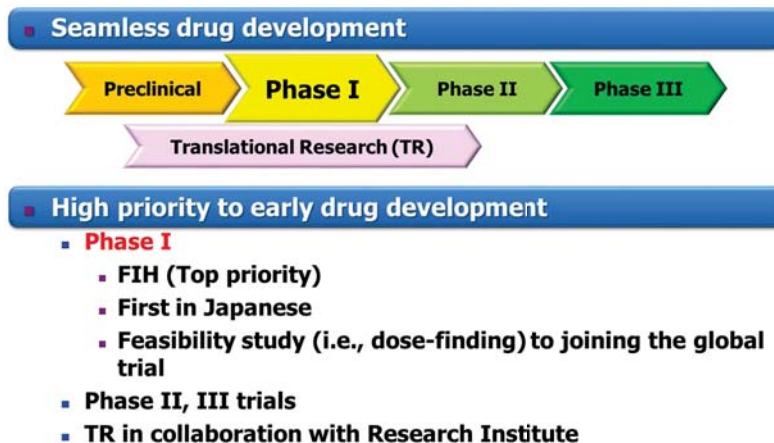 Seamless drug development
Preclinical
Phase I
Phase II
Phase III
Translational Research (TR)
High priority to early drug development
Phase I
FIH (Top priority)
First in Japanese
Feasibility study (i.e., dose-finding) to joining the global
trial
Phase II, III trials
TR in collaboration with Research Institute